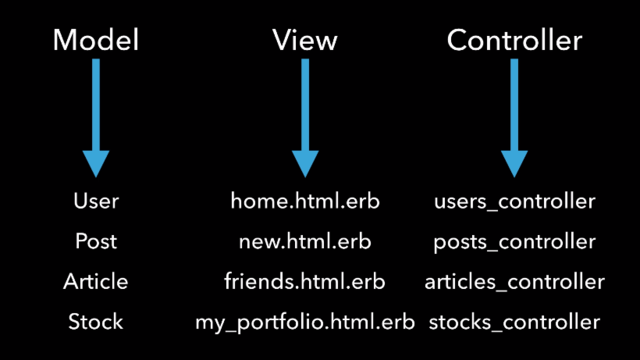 Model View Controller
User home.html.erb users_controller
Post new.html.erb posts_controller
Article friends.html.erb articles_controller
Stock my_portfolio.html.erb stocks_controller